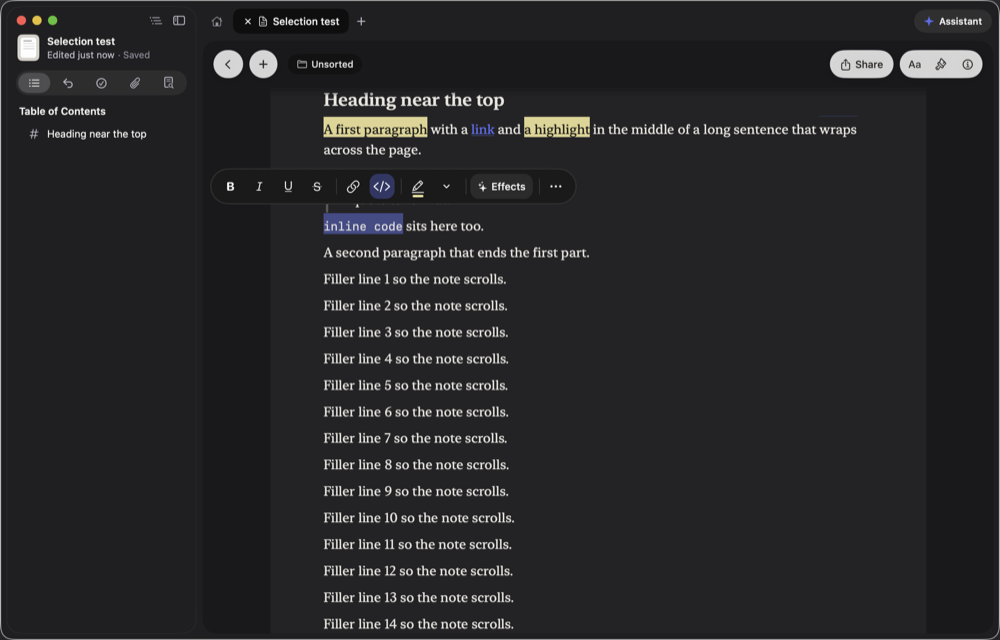 Selection test
Edited just now · Saved
Table of Contents
# Heading near the top
Selection test
Assistant
Unsorted
Share
Aa
Heading near the top
A first paragraph with a link and a highlight in the middle of a long sentence that wraps
across the page.
B I U S </> Effects
inline code sits here too.
A second paragraph that ends the first part.
Filler line 1 so the note scrolls.
Filler line 2 so the note scrolls.
Filler line 3 so the note scrolls.
Filler line 4 so the note scrolls.
Filler line 5 so the note scrolls.
Filler line 6 so the note scrolls.
Filler line 7 so the note scrolls.
Filler line 8 so the note scrolls.
Filler line 9 so the note scrolls.
Filler line 10 so the note scrolls.
Filler line 11 so the note scrolls.
Filler line 12 so the note scrolls.
Filler line 13 so the note scrolls.
Filler line 14 so the note scrolls.